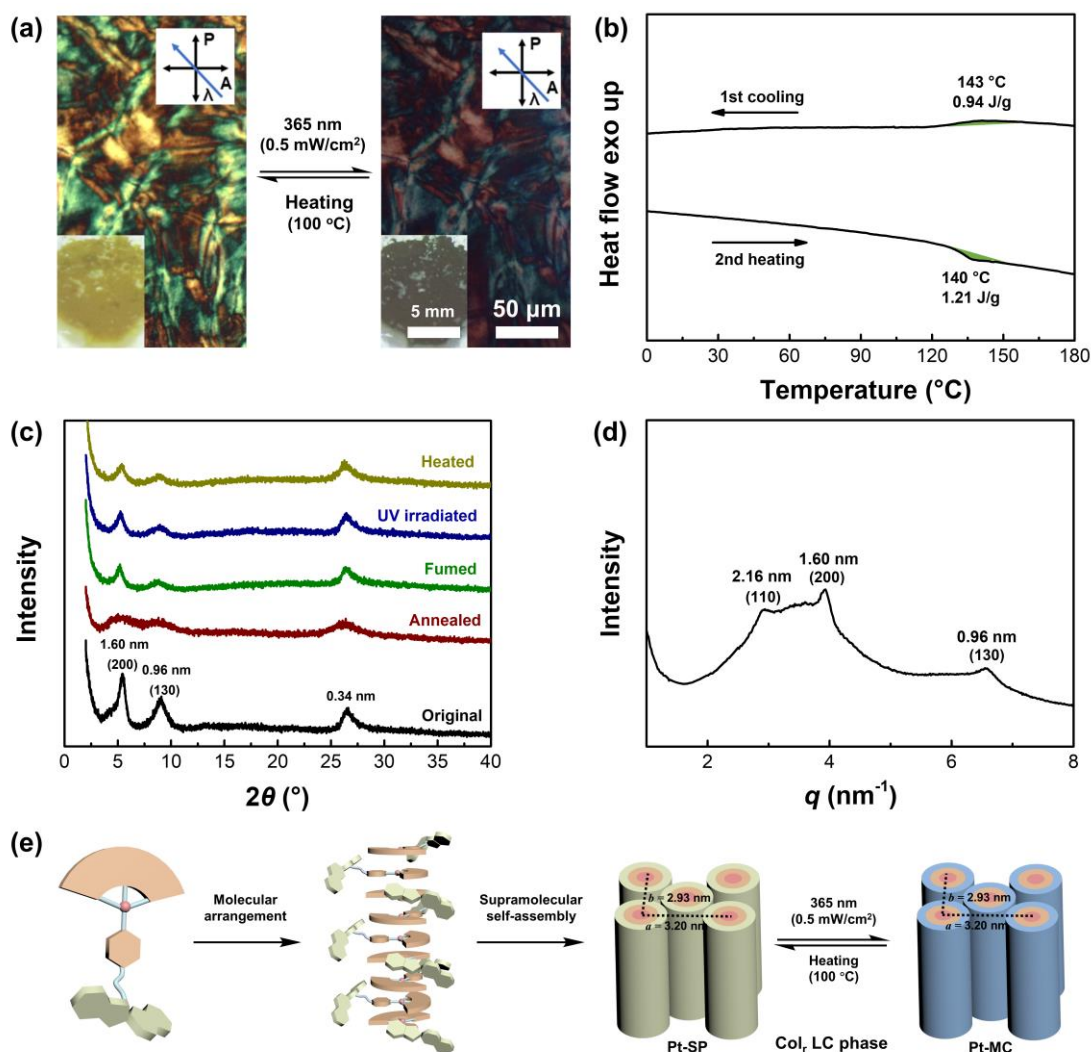 (a)
P
A
λ
5 mm
365 nm
(0.5 mW/cm²)
Heating
(100 °C)
P
A
λ
5 mm
50 μm
(b)
Heat flow exo up
1st cooling
143 °C
0.94 J/g
2nd heating
140 °C
1.21 J/g
0 30 60 90 120 150 180
Temperature (°C)
(c)
Intensity
Heated
UV irradiated
Fumed
Annealed
1.60 nm
(200)
0.96 nm
(130)
0.34 nm
Original
0 5 10 15 20 25 30 35 40
2θ (°)
(d)
Intensity
2.16 nm
(110)
1.60 nm
(200)
0.96 nm
(130)
2 4 6 8
q (nm⁻¹)
(e)
Molecular
arrangement
Supramolecular
self-assembly
b = 2.93 nm
a = 3.20 nm
Pt-SP
365 nm
(0.5 mW/cm²)
Heating
(100 °C)
Colᵣ LC phase
b = 2.93 nm
a = 3.20 nm
Pt-MC